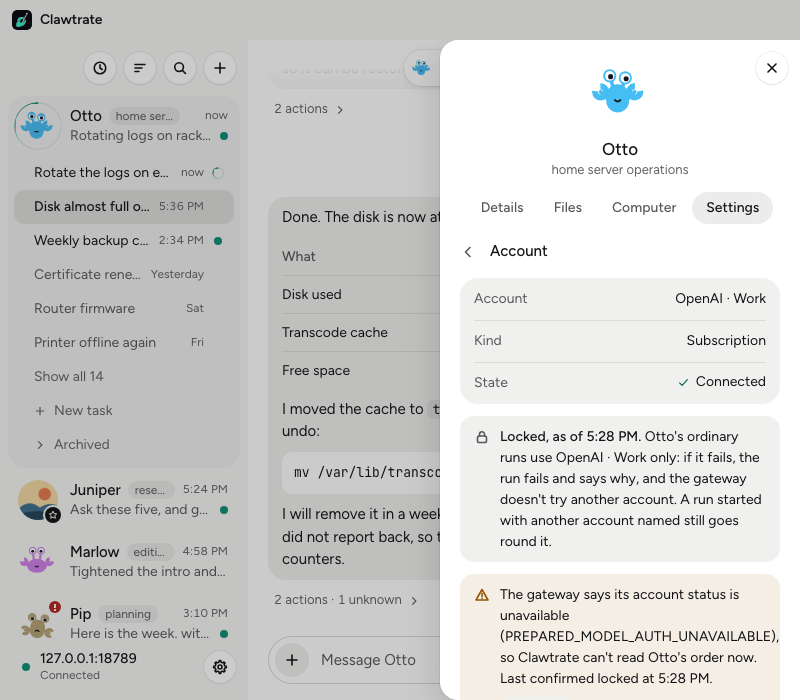 Clawtrate
Otto home ser... now
Rotating logs on rack...
Rotate the logs on e... now
Disk almost full o... 5:36 PM
Weekly backup c... 2:34 PM
Certificate rene... Yesterday
Router firmware Sat
Printer offline again Fri
Show all 14
New task
Archived
Juniper rese... 5:24 PM
Ask these five, and g...
Marlow editi... 4:58 PM
Tightened the intro and...
Pip planning 3:10 PM
Here is the week. wit...
127.0.0.1:18789
Connected
2 actions
Done. The disk is now at
What
Disk used
Transcode cache
Free space
I moved the cache to
undo:
mv /var/lib/transco
I will remove it in a week
did not report back, so t
counters.
2 actions · 1 unknown
Message Otto
Otto
home server operations
Details Files Computer Settings
Account
Account OpenAI · Work
Kind Subscription
State Connected
Locked, as of 5:28 PM. Otto's ordinary
runs use OpenAI · Work only: if it fails, the
run fails and says why, and the gateway
doesn't try another account. A run started
with another account named still goes
round it.
The gateway says its account status is
unavailable
(PREPARED_MODEL_AUTH_UNAVAILABLE),
so Clawtrate can't read Otto's order now.
Last confirmed locked at 5:28 PM.